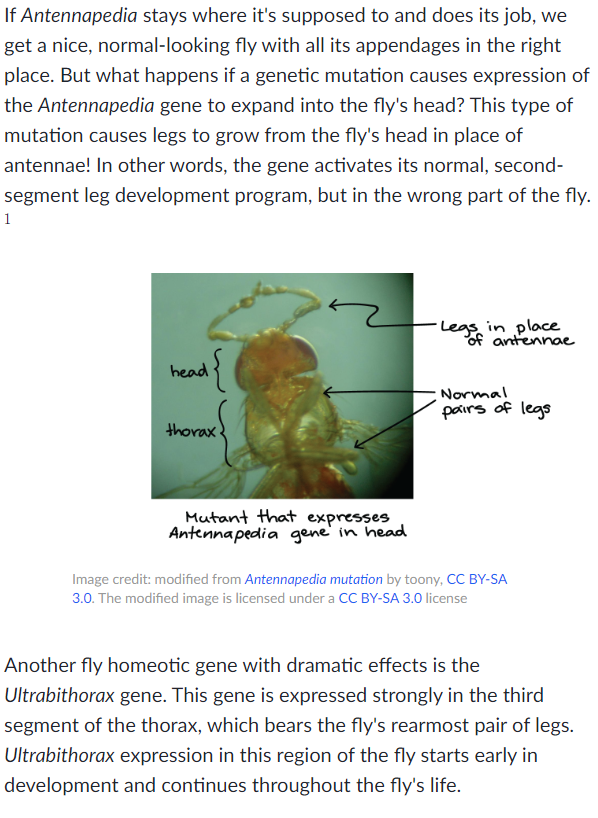 If Antennapedia stays where it's supposed to and does its job, we
get a nice, normal-looking fly with all its appendages in the right
place. But what happens if a genetic mutation causes expression of
the Antennapedia gene to expand into the fly's head? This type of
mutation causes legs to grow from the fly's head in place of
antennae! In other words, the gene activates its normal, second-
segment leg development program, but in the wrong part of the fly.
1
Legs in place
of antennae
head
Normal
pairs of legs
thorax
Mutant that expresses
Antennapedia gene in head
Image credit: modified from Antennapedia mutation by toony, CC BY-SA
3.0. The modified image is licensed under a CC BY-SA 3.0 license
Another fly homeotic gene with dramatic effects is the
Ultrabithorax gene. This gene is expressed strongly in the third
segment of the thorax, which bears the fly's rearmost pair of legs.
Ultrabithorax expression in this region of the fly starts early in
development and continues throughout the fly's life.